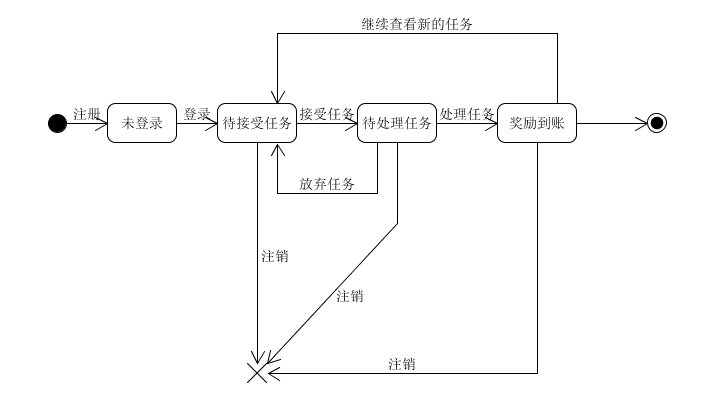 继续查看新的任务
注册
未登录
登录
待接受任务
接受任务
待处理任务
处理任务
奖励到账
放弃任务
注销
注销
注销